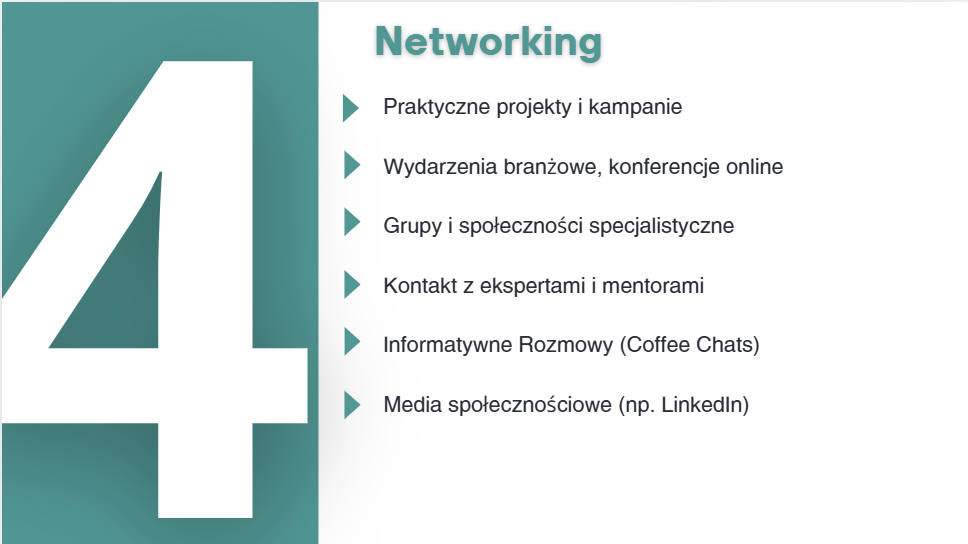 4
Networking
Praktyczne projekty i kampanie
Wydarzenia branżowe, konferencje online
Grupy i społeczności specjalistyczne
Kontakt z ekspertami i mentorami
Informatywne Rozmowy (Coffee Chats)
Media społecznościowe (np. LinkedIn)